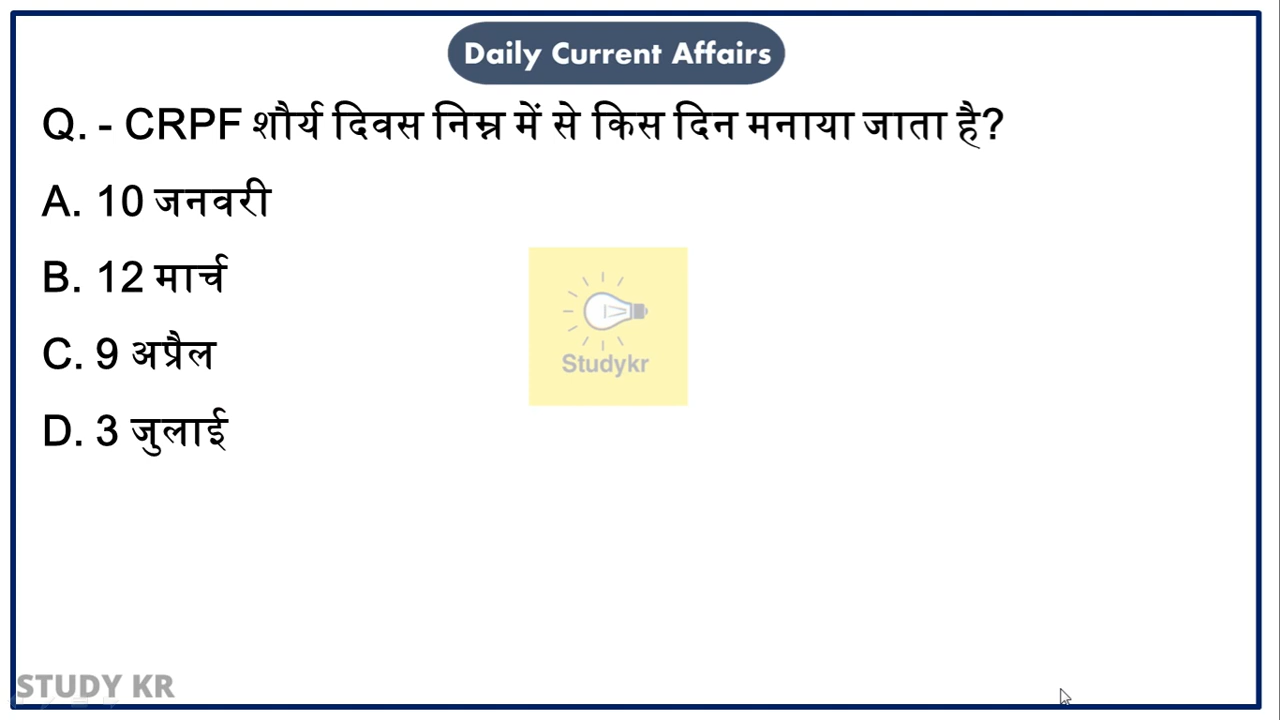 Daily Current Affairs
Q. - CRPF शौर्य दिवस निम्न में से किस दिन मनाया जाता है?
A. 10 जनवरी
B. 12 मार्च
C. 9 अप्रैल
D. 3 जुलाई
Studykr
STUDY KR